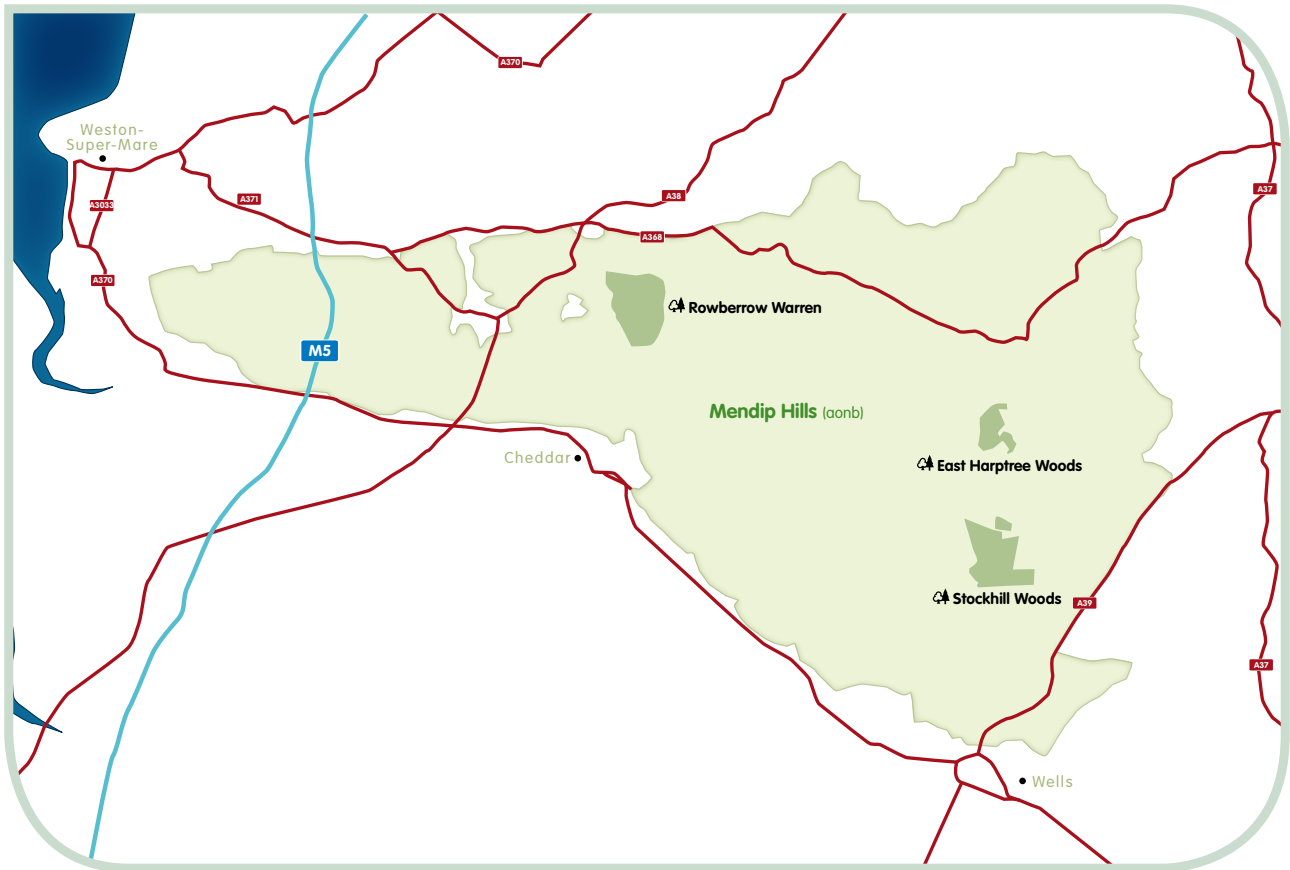 A370
Weston-
Super-Mare
A3033
A371
A38
A37
A368
A370
Rowberrow Warren
M5
Mendip Hills (aonb)
Cheddar
East Harptree Woods
Stockhill Woods
A39
A37
Wells